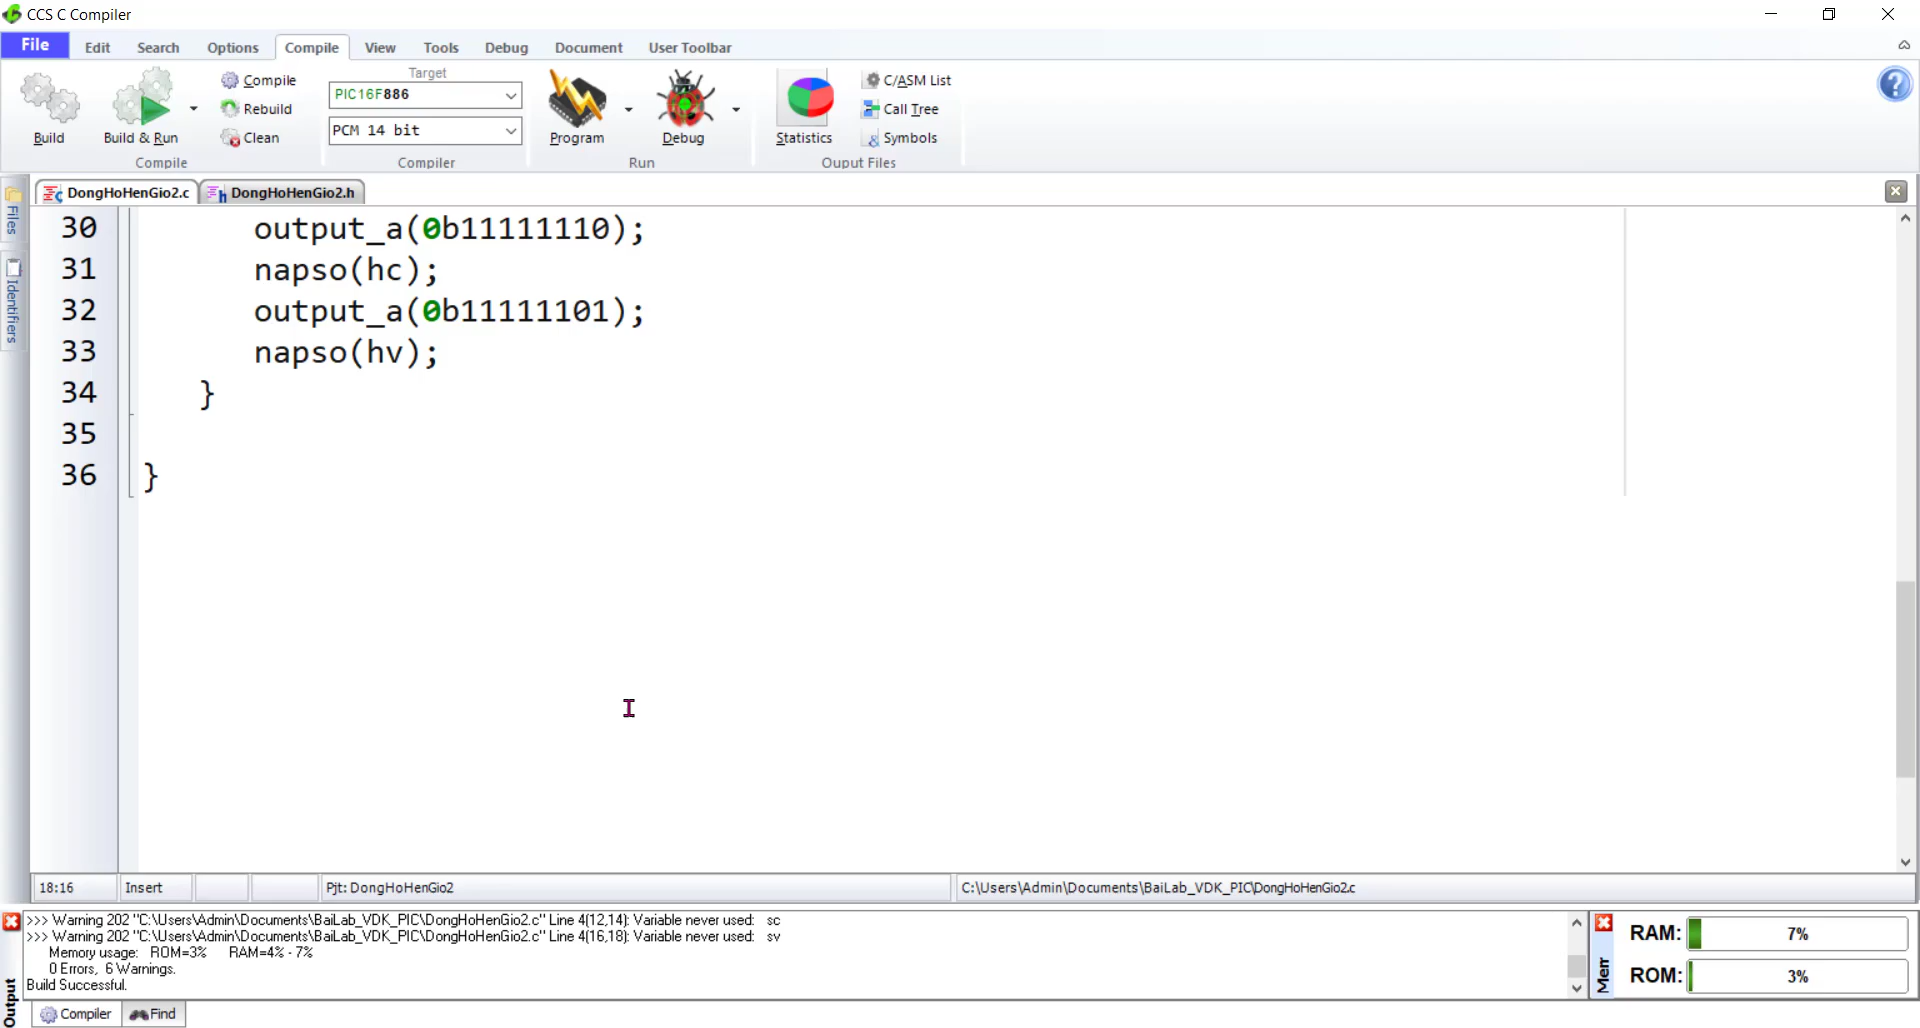 CCS C Compiler
File Edit Search Options Compile View Tools Debug Document User Toolbar
Build
Build & Run
Compile
Rebuild
Clean
Compile
Target
PIC16F886
PCM 14 bit
Compiler
Program
Debug
Run
Statistics
C/ASM List
Call Tree
Symbols
Ouput Files
Files
Identifiers
DongHoHenGio2.c DongHoHenGio2.h
30 output_a(0b11111110);
31 napso(hc);
32 output_a(0b11111101);
33 napso(hv);
34 }
35
36 }
18:16 Insert Pjt: DongHoHenGio2 C:\Users\Admin\Documents\BaiLab_VDK_PIC\DongHoHenGio2.c
>>> Warning 202 "C:\Users\Admin\Documents\BaiLab_VDK_PIC\DongHoHenGio2.c" Line 4(12,14): Variable never used: sc
>>> Warning 202 "C:\Users\Admin\Documents\BaiLab_VDK_PIC\DongHoHenGio2.c" Line 4(16,18): Variable never used: sv
Memory usage: ROM=3% RAM=4% - 7%
0 Errors, 6 Warnings.
Build Successful.
Output
Compiler Find
RAM: 7%
ROM: 3%